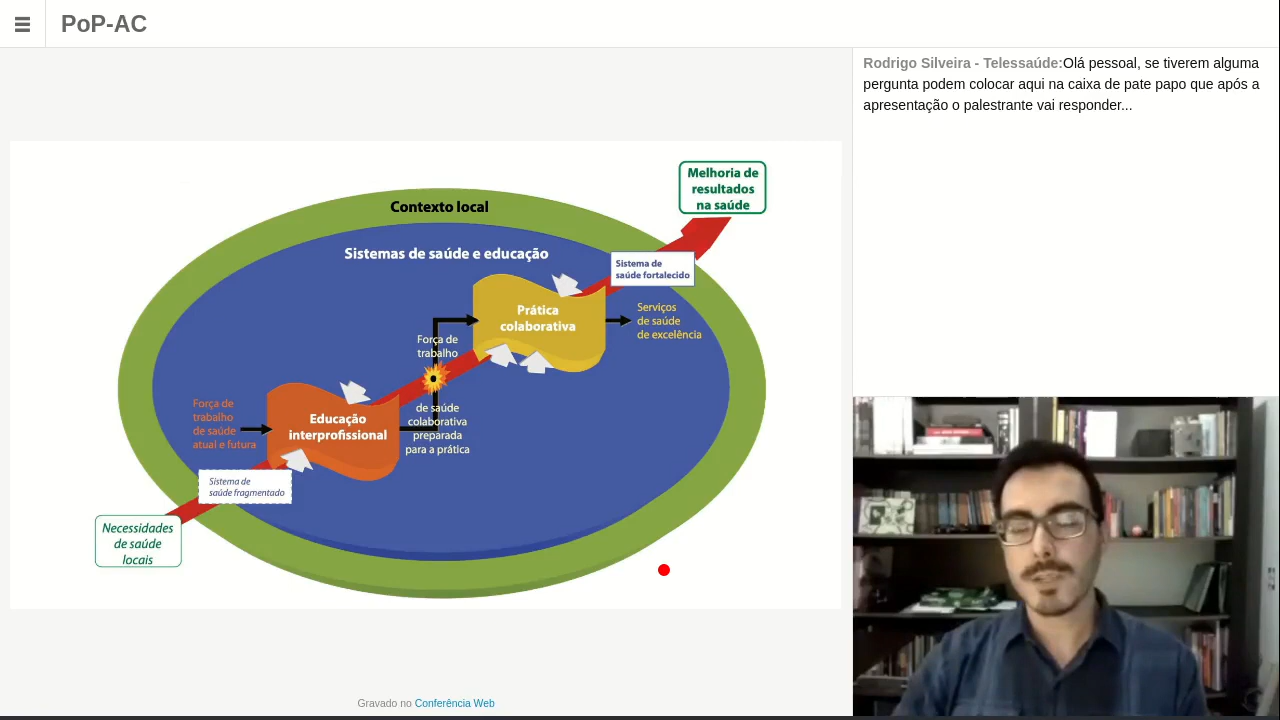 PoP-AC
Rodrigo Silveira - Telessaúde:Olá pessoal, se tiverem alguma
pergunta podem colocar aqui na caixa de pate papo que após a
apresentação o palestrante vai responder...
Melhoria de
resultados
na saúde
Contexto local
Sistemas de saúde e educação
Sistema de
saúde fortalecido
Prática
colaborativa
Serviços
de saúde
de excelência
Força de
trabalho
de saúde
colaborativa
preparada
para a prática
Força de
trabalho
de saúde
atual e futura
Educação
interprofissional
Sistema de
saúde fragmentado
Necessidades
de saúde
locais
Gravado no Conferência Web